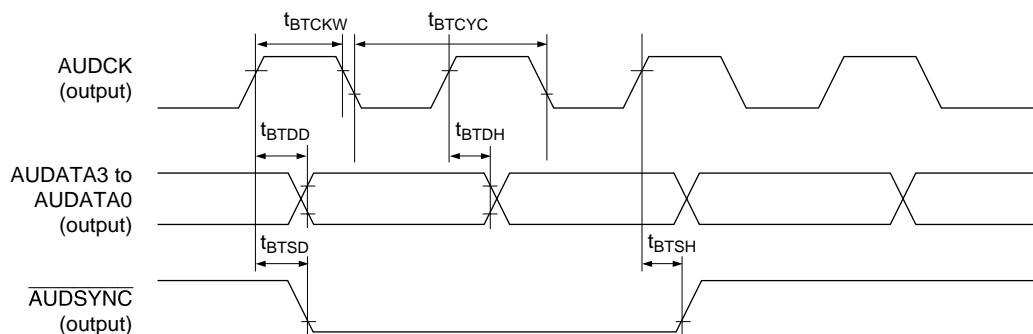 tBTCKW
tBTCYC
AUDCK
(output)
tBTDD
tBTDH
AUDATA3 to
AUDATA0
(output)
tBTSD
tBTSH
AUDSYNC
(output)